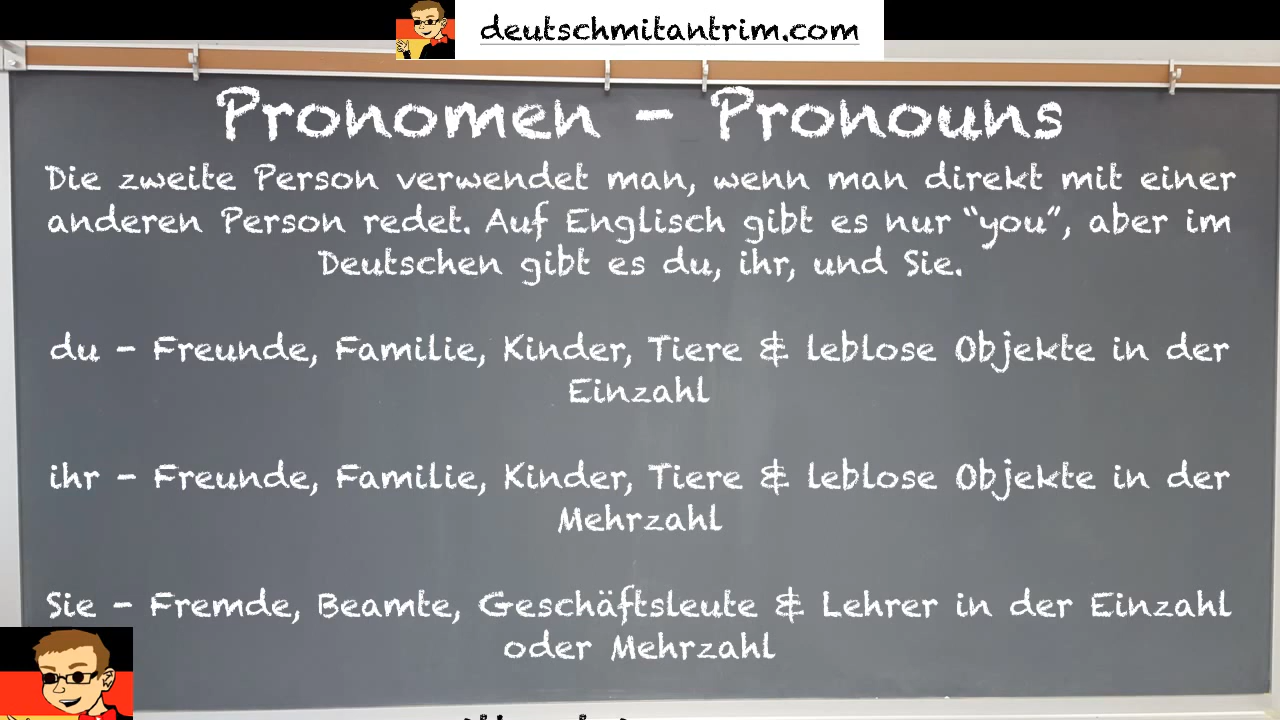 deutschmitantrim.com
Pronomen - Pronouns
Die zweite Person verwendet man, wenn man direkt mit einer
anderen Person redet. Auf Englisch gibt es nur “you”, aber im
Deutschen gibt es du, ihr, und Sie.
du - Freunde, Familie, Kinder, Tiere & leblose Objekte in der
Einzahl
ihr - Freunde, Familie, Kinder, Tiere & leblose Objekte in der
Mehrzahl
Sie - Fremde, Beamte, Geschäftsleute & Lehrer in der Einzahl
oder Mehrzahl